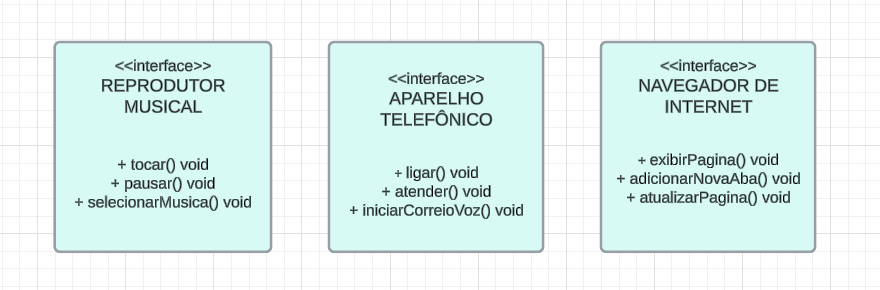 <<interface>>
REPRODUTOR
MUSICAL
+ tocar() void
+ pausar() void
+ selecionarMusica() void
<<interface>>
APARELHO
TELEFÔNICO
+ ligar() void
+ atender() void
+ iniciarCorreioVoz() void
<<interface>>
NAVEGADOR DE
INTERNET
+ exibirPagina() void
+ adicionarNovaAba() void
+ atualizarPagina() void